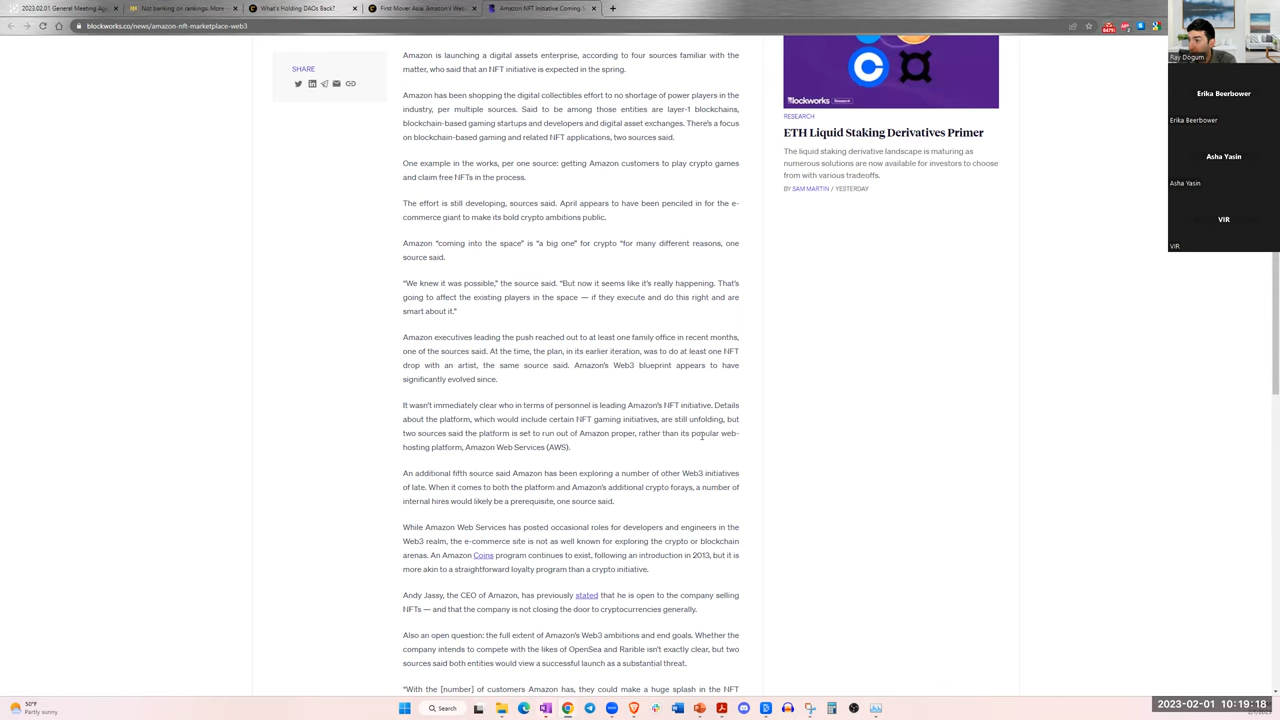 2023.02.01 General Meeting Ag
Not banking on rankings: More
What's Holding DAOs Back?
First Mover Asia: Amazon's Web
Amazon NFT Initiative Coming S
blockworks.co/news/amazon-nft-marketplace-web3
SHARE
Amazon is launching a digital assets enterprise, according to four sources familiar with the
matter, who said that an NFT initiative is expected in the spring.
Amazon has been shopping the digital collectibles effort to no shortage of power players in the
industry, per multiple sources. Said to be among those entities are layer-1 blockchains,
blockchain-based gaming startups and developers and digital asset exchanges. There's a focus
on blockchain-based gaming and related NFT applications, two sources said.
One example in the works, per one source: getting Amazon customers to play crypto games
and claim free NFTs in the process.
The effort is still developing, sources said. April appears to have been penciled in for the e-
commerce giant to make its bold crypto ambitions public.
Amazon "coming into the space" is "a big one" for crypto "for many different reasons, one
source said.
"We knew it was possible," the source said. "But now it seems like it's really happening. That's
going to affect the existing players in the space — if they execute and do this right and are
smart about it."
Amazon executives leading the push reached out to at least one family office in recent months,
one of the sources said. At the time, the plan, in its earlier iteration, was to do at least one NFT
drop with an artist, the same source said. Amazon's Web3 blueprint appears to have
significantly evolved since.
It wasn't immediately clear who in terms of personnel is leading Amazon's NFT initiative. Details
about the platform, which would include certain NFT gaming initiatives, are still unfolding, but
two sources said the platform is set to run out of Amazon proper, rather than its popular web-
hosting platform, Amazon Web Services (AWS).
An additional fifth source said Amazon has been exploring a number of other Web3 initiatives
of late. When it comes to both the platform and Amazon's additional crypto forays, a number of
internal hires would likely be a prerequisite, one source said.
While Amazon Web Services has posted occasional roles for developers and engineers in the
Web3 realm, the e-commerce site is not as well known for exploring the crypto or blockchain
arenas. An Amazon Coins program continues to exist, following an introduction in 2013, but it is
more akin to a straightforward loyalty program than a crypto initiative.
Andy Jassy, the CEO of Amazon, has previously stated that he is open to the company selling
NFTs — and that the company is not closing the door to cryptocurrencies generally.
Also an open question: the full extent of Amazon's Web3 ambitions and end goals. Whether the
company intends to compete with the likes of OpenSea and Rarible isn't exactly clear, but two
sources said both entities would view a successful launch as a substantial threat.
"With the [number] of customers Amazon has, they could make a huge splash in the NFT
Blockworks Research
RESEARCH
ETH Liquid Staking Derivatives Primer
The liquid staking derivative landscape is maturing as
numerous solutions are now available for investors to choose
from with various tradeoffs.
BY SAM MARTIN / YESTERDAY
Ray Dogum
Erika Beerbower
Erika Beerbower
Asha Yasin
Asha Yasin
VIR
VIR
50°F
Partly sunny
Search
2023-02-01 10:19:18